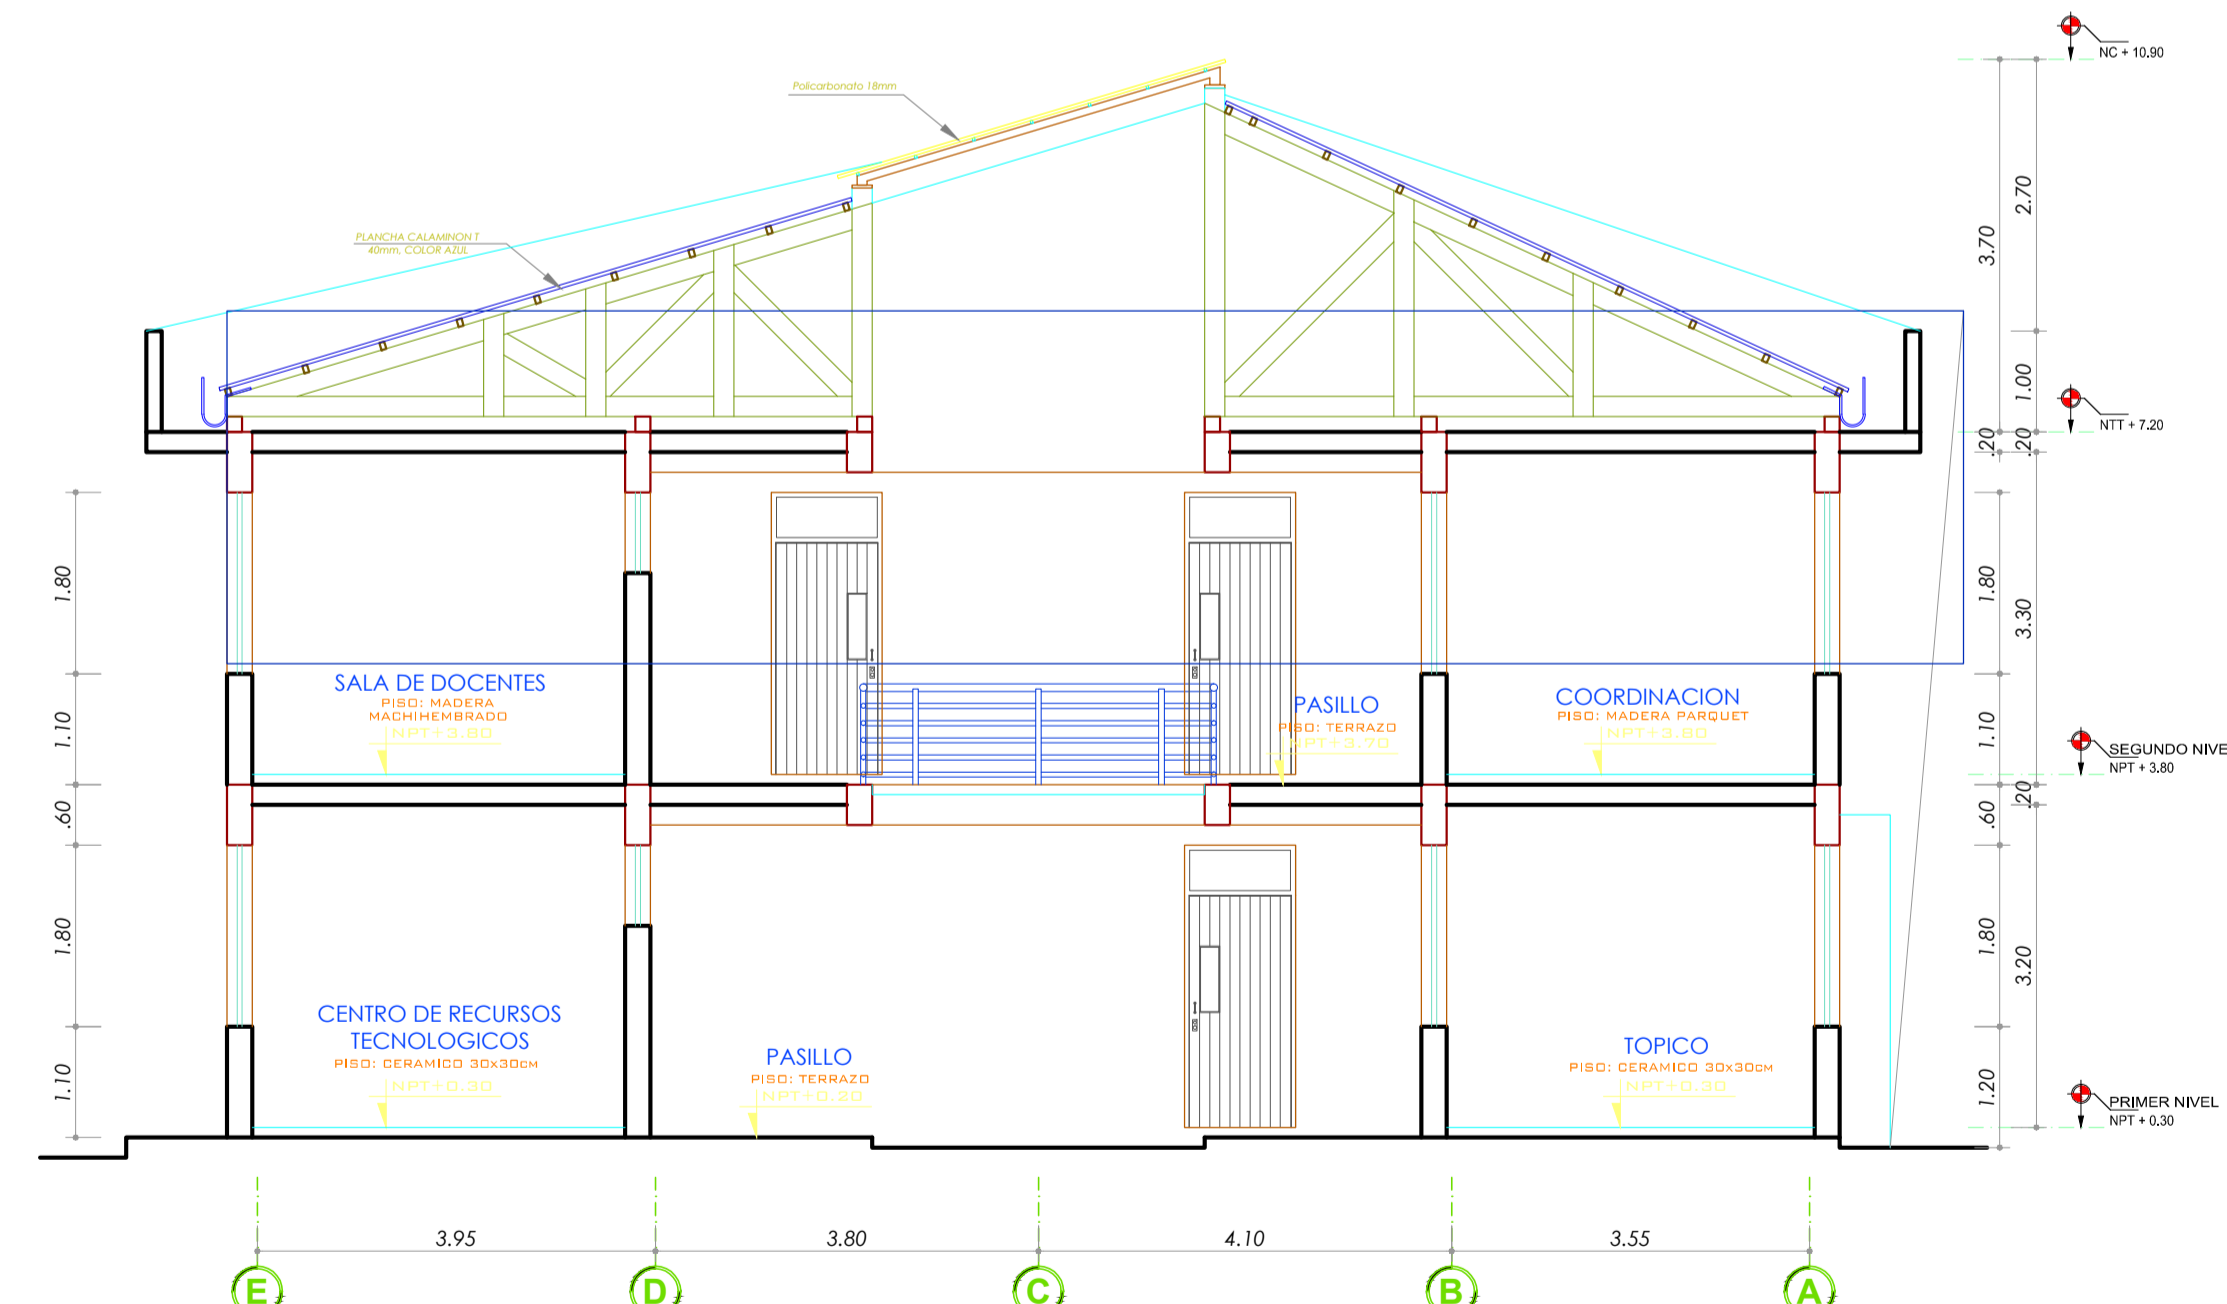 NC + 10.90
Policarbonato 18mm
PLANCHA CALAMINON T
40mm, COLOR AZUL
2.70
3.70
1.00
NTT + 7.20
.20
.20
1.80
1.80
3.30
SALA DE DOCENTES
PISO: MADERA
MACHIHEMBRADO
NPT+3.80
PASILLO
PISO: TERRAZO
NPT+3.70
COORDINACION
PISO: MADERA PARQUET
NPT+3.80
1.10
1.10
SEGUNDO NIVE
NPT + 3.80
.60
.60
.20
1.80
1.80
3.20
CENTRO DE RECURSOS
TECNOLOGICOS
PISO: CERAMICO 30x30CM
NPT+0.30
PASILLO
PISO: TERRAZO
NPT+0.20
TOPICO
PISO: CERAMICO 30x30CM
NPT+0.30
1.10
1.20
PRIMER NIVEL
NPT + 0.30
3.95
3.80
4.10
3.55
E
D
C
B
A